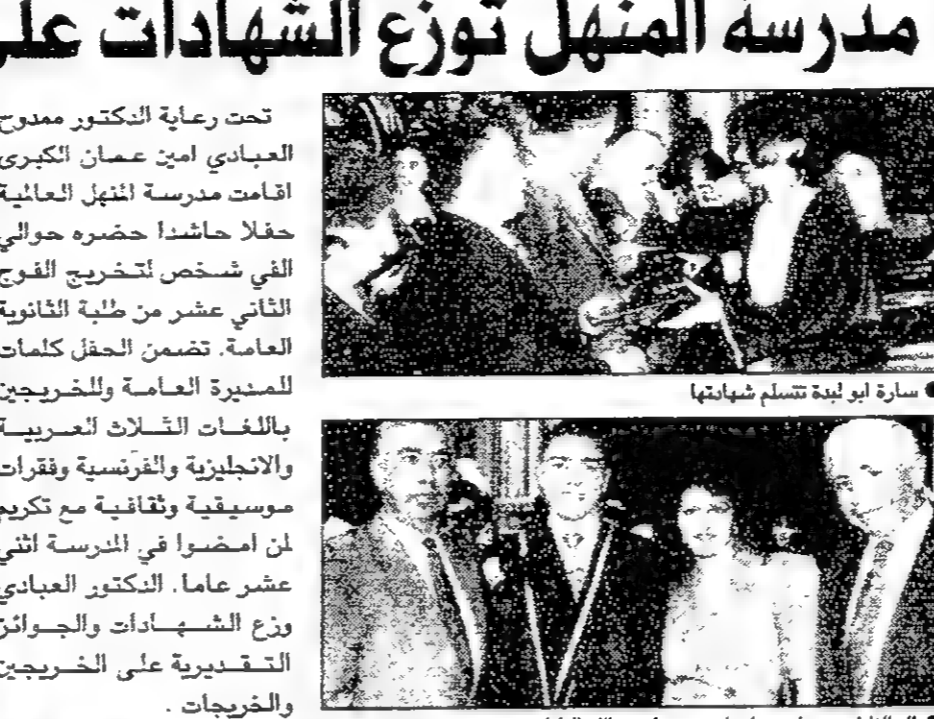 مدرسة المنهل توزع الشهادات على
تحت رعاية الدكتور ممدوح
العبادي امين عمان الكبرى
اقامت مدرسة المنهل العالمية
حفلا حاشدا حضره حوالي
الفي شخص لتخريج الفوج
الثاني عشر من طلبة الثانوية
العامة. تضمن الحفل كلمات
للمديرة العامة وللخريجين
باللغات الثلاث العربية
والانجليزية والفرنسية وفقرات
موسيقية وثقافية مع تكريم
لمن امضوا في المدرسة اثني
عشر عاما. الدكتور العبادي
وزع الشهادات والجوائز
التقديرية على الخريجين
والخريجات .
سارة ابو لبدة تتسلم شهادتها